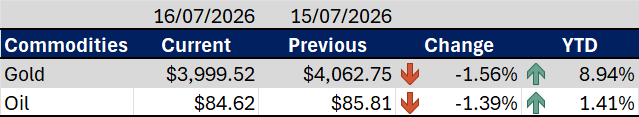 16/07/2026 15/07/2026
Commodities Current Previous Change YTD
Gold $3,999.52 $4,062.75 -1.56% 8.94%
Oil $84.62 $85.81 -1.39% 1.41%